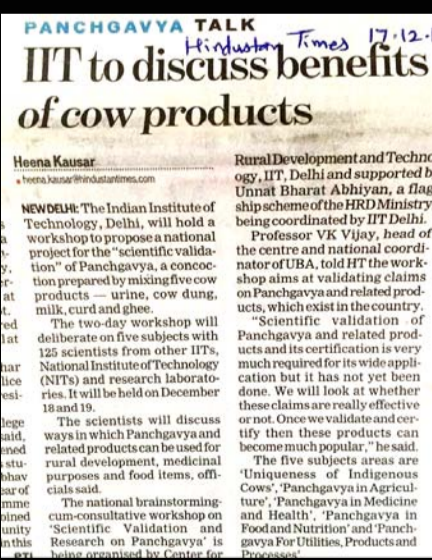 PANCHGAVYA TALK
Hindustan Times 17.12.
IIT to discuss benefits
of cow products
Heena Kausar
heena.kausar@hindustantimes.com
NEW DELHI: The Indian Institute of
Technology, Delhi, will hold a
workshop to propose a national
project for the “scientific valida-
tion” of Panchgavya, a concoc-
tion prepared by mixing five cow
products — urine, cow dung,
milk, curd and ghee.
The two-day workshop will
deliberate on five subjects with
125 scientists from other IITs,
National Institute of Technology
(NITs) and research laborato-
ries. It will be held on December
18 and 19.
The scientists will discuss
ways in which Panchgavya and
related products can be used for
rural development, medicinal
purposes and food items, offi-
cials said.
The national brainstorming-
cum-consultative workshop on
‘Scientific Validation and
Research on Panchgavya’ is
being organised by Center for
Rural Development and Techno
ogy, IIT, Delhi and supported b
Unnat Bharat Abhiyan, a flag
ship scheme of the HRD Ministry
being coordinated by IIT Delhi.
Professor VK Vijay, head of
the centre and national coordi-
nator of UBA, told HT the work-
shop aims at validating claims
on Panchgavya and related prod-
ucts, which exist in the country.
“Scientific validation of
Panchgavya and related prod-
ucts and its certification is very
much required for its wide appli-
cation but it has not yet been
done. We will look at whether
these claims are really effective
or not. Once we validate and cer-
tify then these products can
become much popular,” he said.
The five subjects areas are
‘Uniqueness of Indigenous
Cows’, ‘Panchgavya in Agricul-
ture’, ‘Panchgavya in Medicine
and Health’, ‘Panchgavya in
Food and Nutrition’ and ‘Panch-
gavya For Utilities, Products and
Processes’